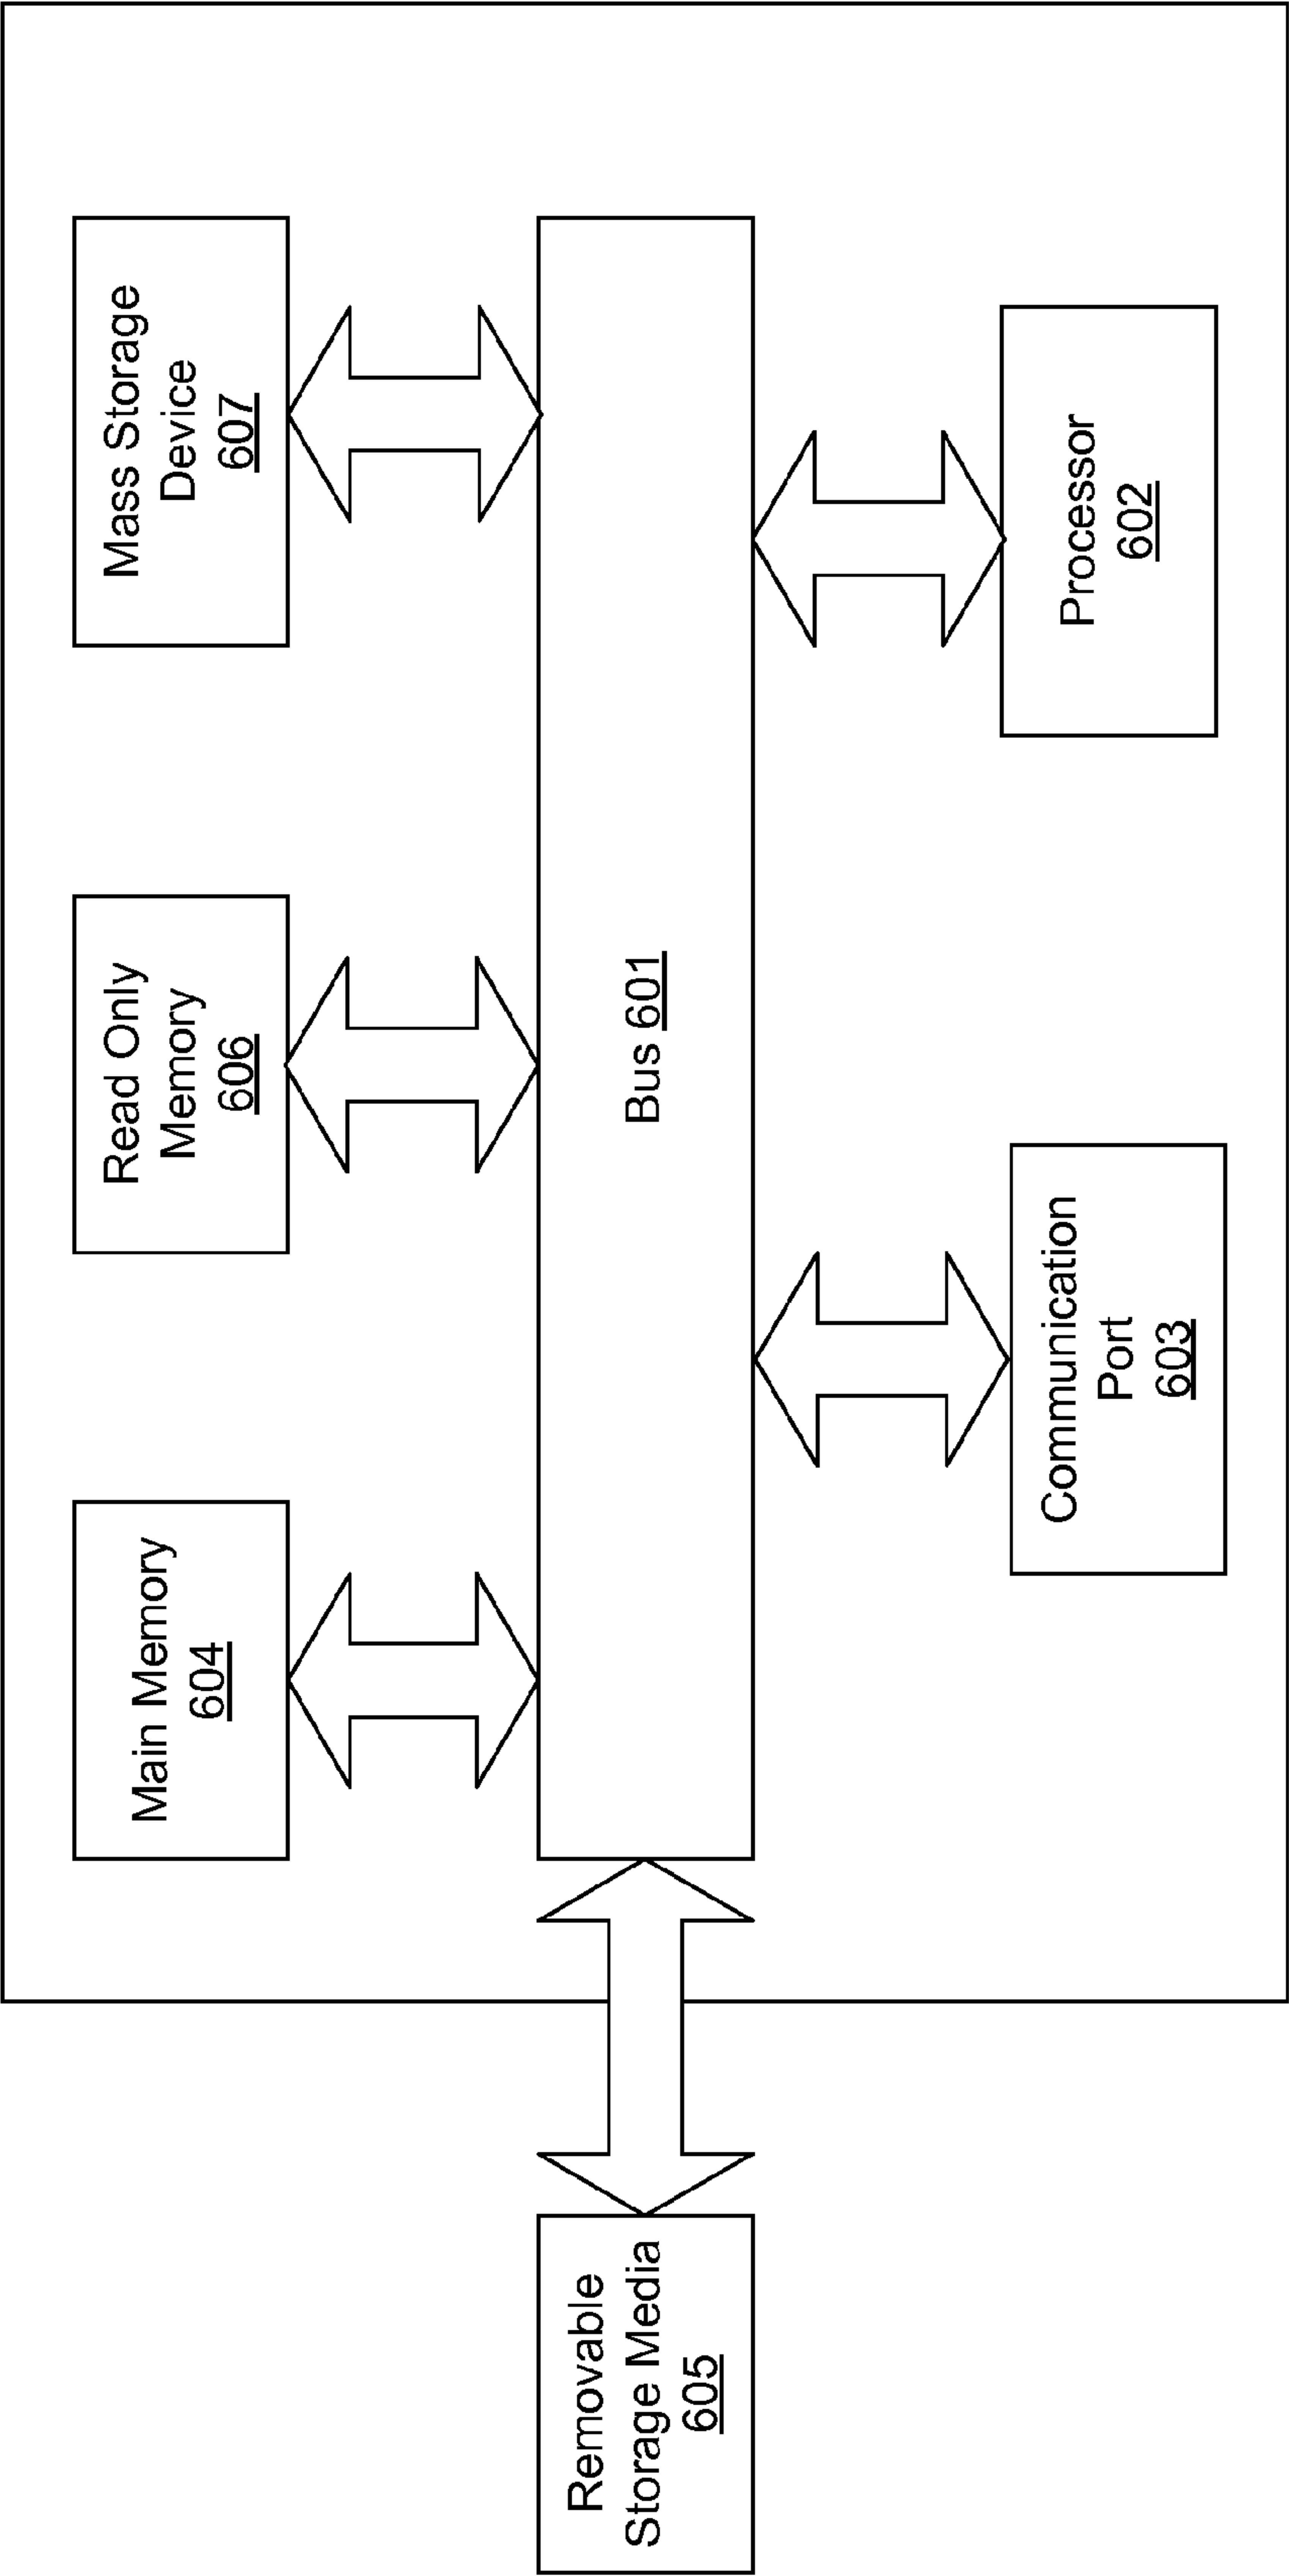 Main Memory
604
Read Only
Memory
606
Mass Storage
Device
607
Removable
Storage Media
605
Bus 601
Communication
Port
603
Processor
602